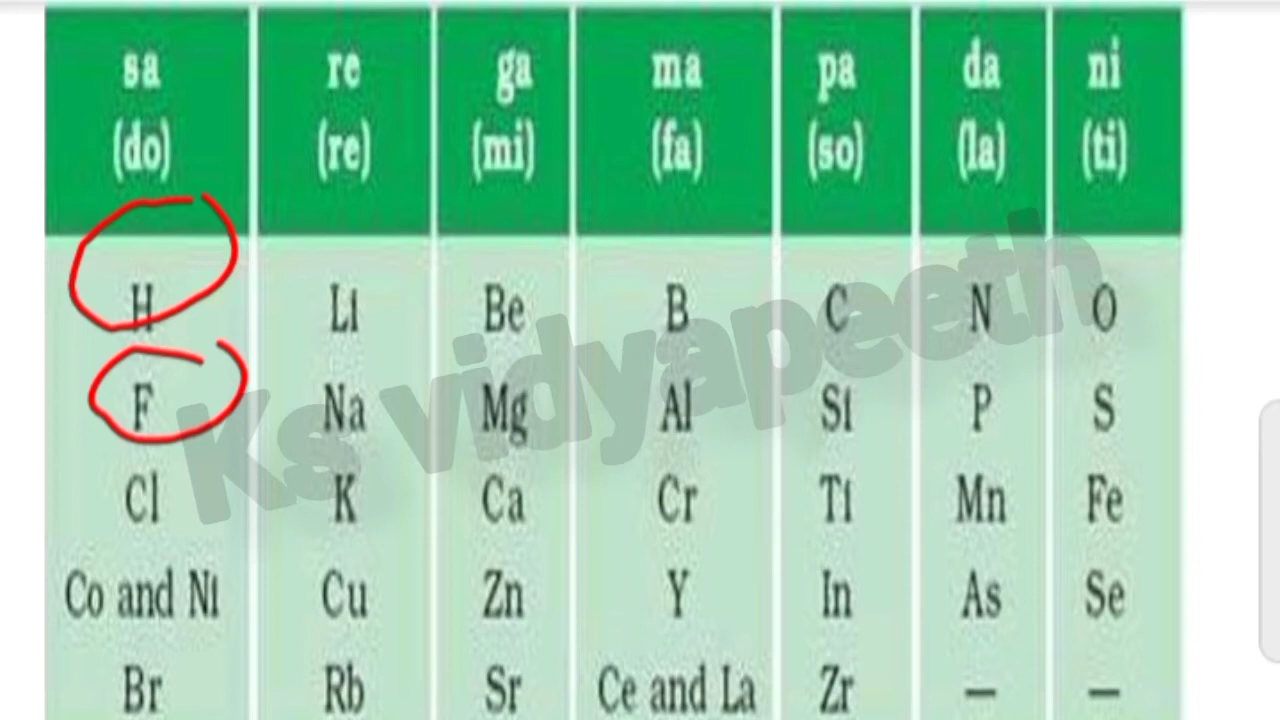 sa re ga ma pa da ni
(do) (re) (mi) (fa) (so) (la) (ti)
H Li Be B C N O
F Na Mg Al Si P S
Cl K Ca Cr Ti Mn Fe
Co and Ni Cu Zn Y In As Se
Br Rb Sr Ce and La Zr — —
Ks vidyapeeth